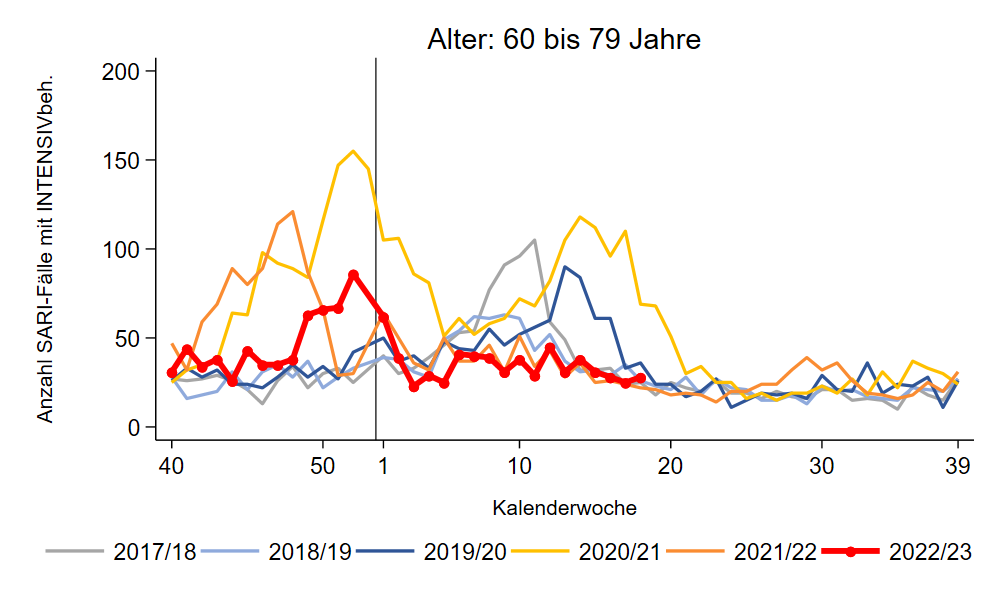 Alter: 60 bis 79 Jahre
Anzahl SARI-Fälle mit INTENSIVbeh.
200
150
100
50
0
40 50 1 10 20 30 39
Kalenderwoche
2017/18 2018/19 2019/20 2020/21 2021/22 2022/23